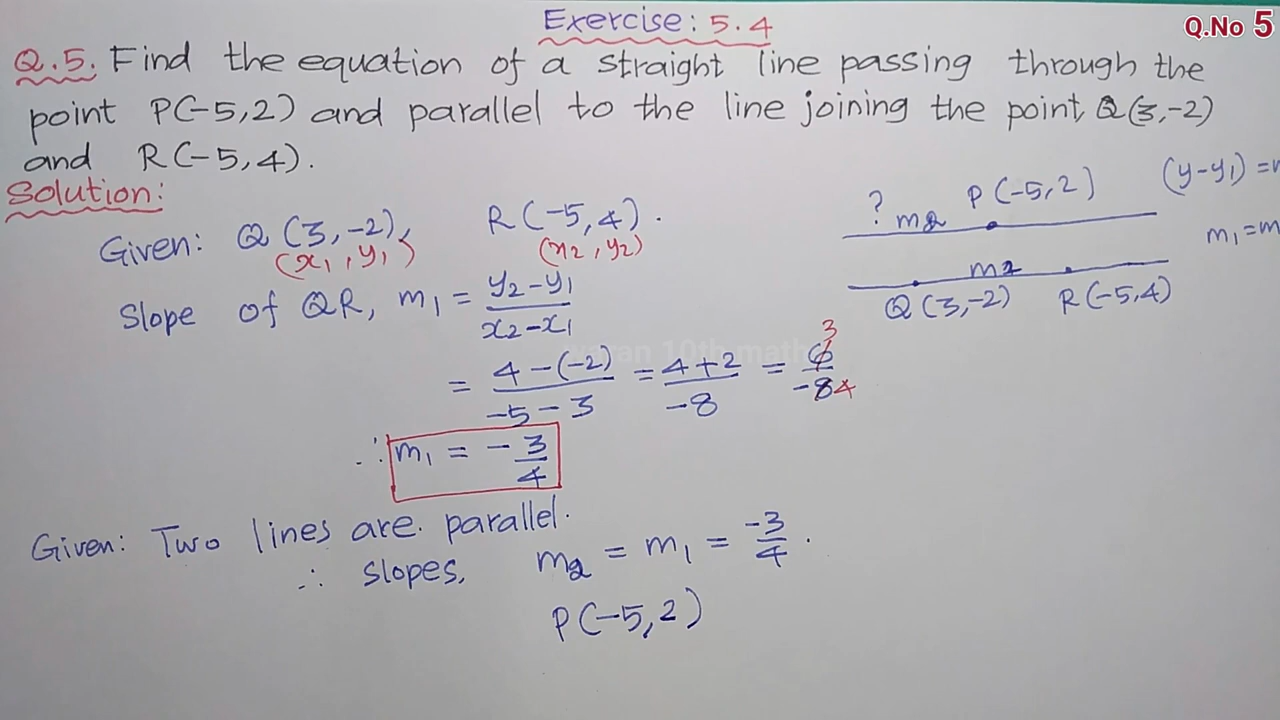 Exercise: 5.4
Q.No 5
Q.5. Find the equation of a straight line passing through the
point P(-5,2) and parallel to the line joining the point, Q(3,-2)
and R(-5,4).
Solution:
Given: Q(3,-2), R(-5,4).
(x1, y1) (x2, y2)
Slope of QR, m1 = y2-y1 / x2-x1
= 4-(-2) / -5-3 = 4+2 / -8 = 6 3 / -8 4
∴ m1 = - 3/4
Given: Two lines are parallel.
∴ slopes, m2 = m1 = -3/4.
P(-5,2)
? m2 P(-5,2) (y-y1) =
m1=m
Q(3,-2) R(-5,4)